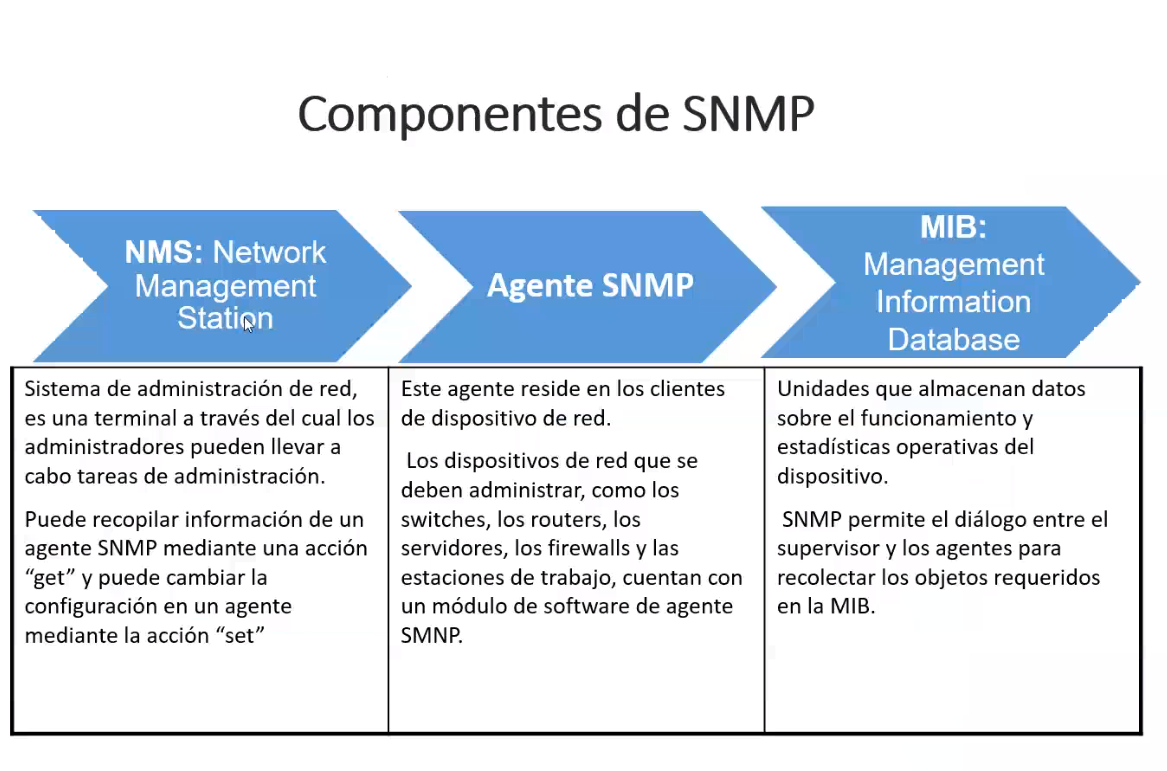 Componentes de SNMP
NMS: Network
Management
Station
Agente SNMP
MIB:
Management
Information
Database
Sistema de administración de red,
es una terminal a través del cual los
administradores pueden llevar a
cabo tareas de administración.
Puede recopilar información de un
agente SNMP mediante una acción
“get” y puede cambiar la
configuración en un agente
mediante la acción “set”
Este agente reside en los clientes
de dispositivo de red.
Los dispositivos de red que se
deben administrar, como los
switches, los routers, los
servidores, los firewalls y las
estaciones de trabajo, cuentan con
un módulo de software de agente
SMNP.
Unidades que almacenan datos
sobre el funcionamiento y
estadísticas operativas del
dispositivo.
SNMP permite el diálogo entre el
supervisor y los agentes para
recolectar los objetos requeridos
en la MIB.